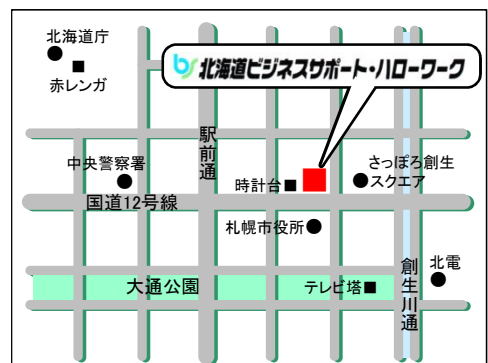 北海道庁
赤レンガ
bs 北海道ビジネスサポート・ハローワーク
駅前通
中央警察署
時計台
さっぽろ創生
スクエア
国道12号線
札幌市役所
大通公園
テレビ塔
創生川通
北電